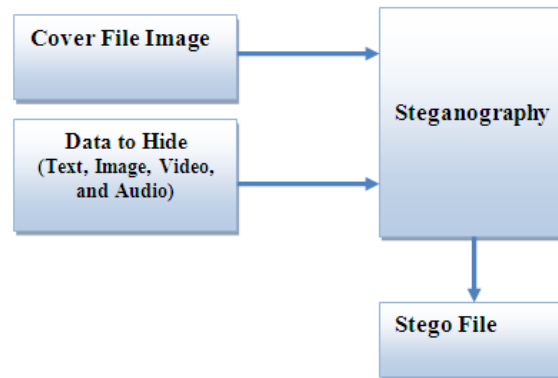 Cover File Image
Data to Hide
(Text, Image, Video,
and Audio)
Steganography
Stego File